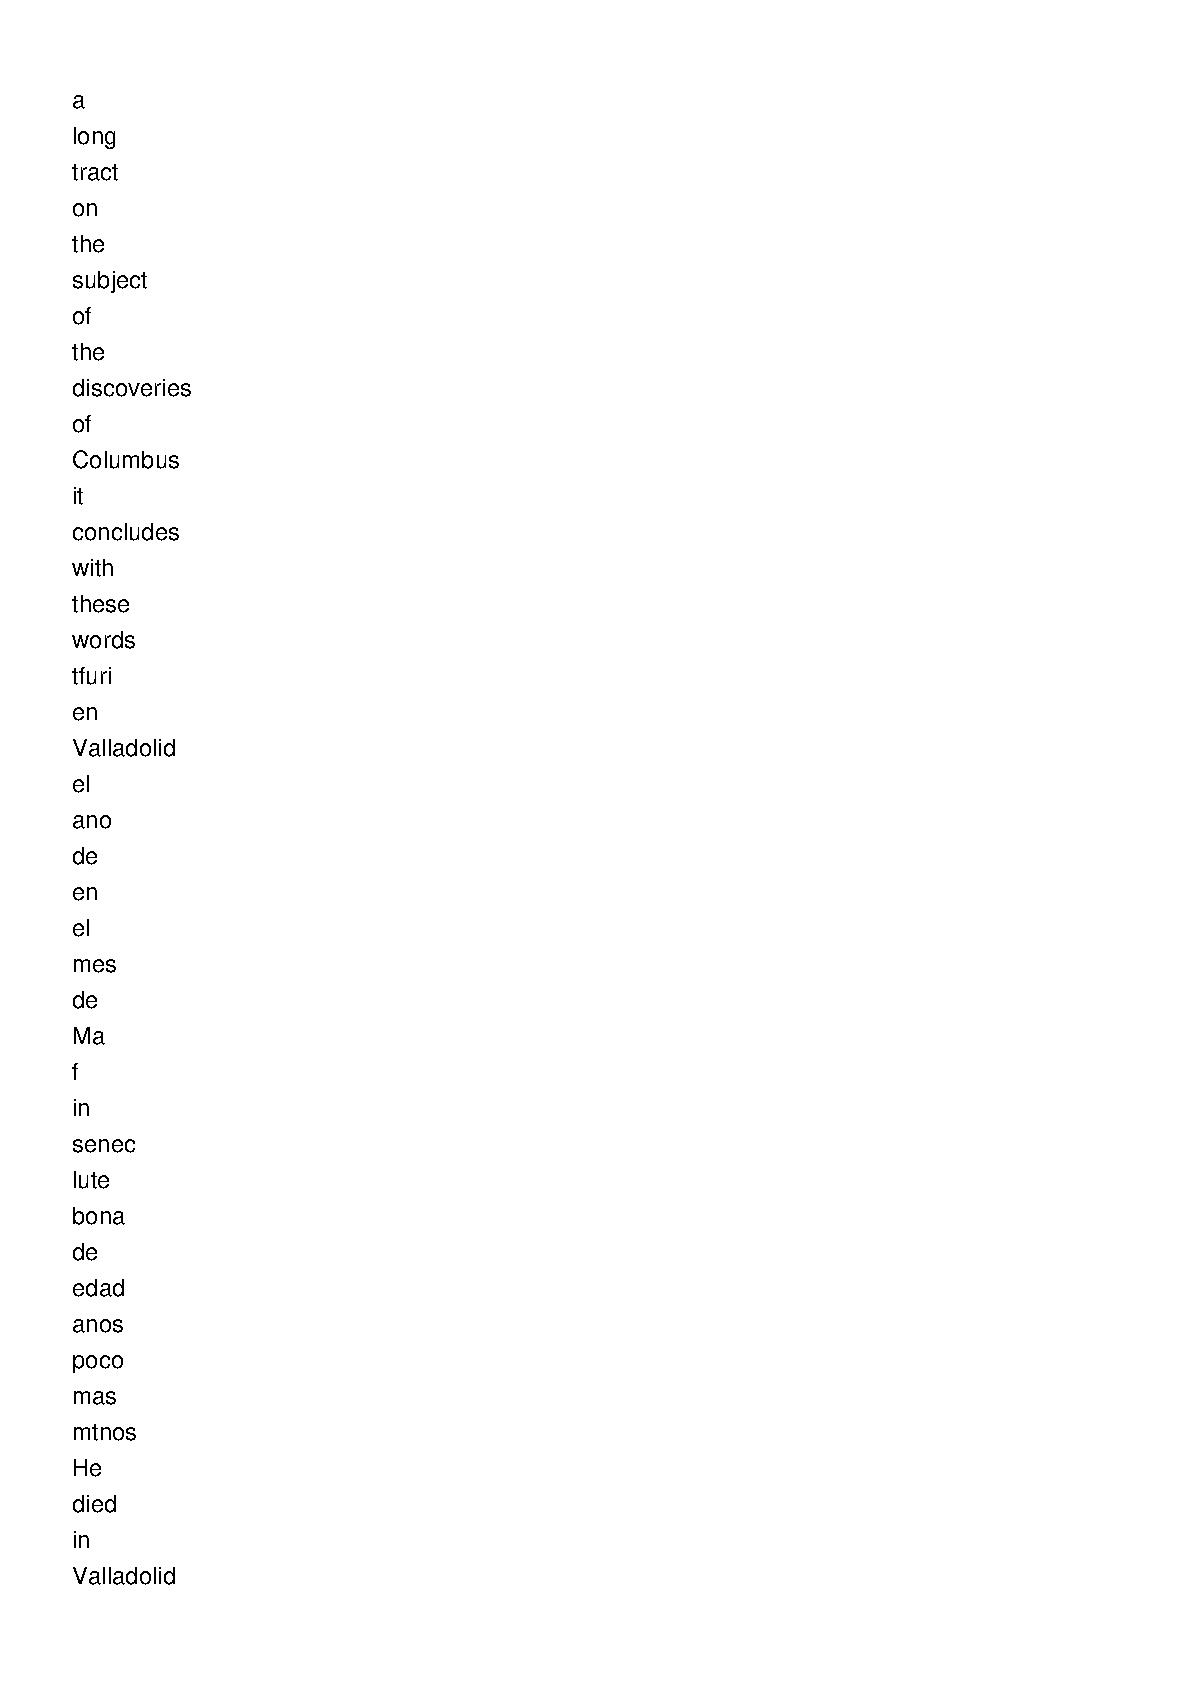 a
long
tract
on
the
subject
of
the
discoveries
of
Columbus
it
concludes
with
these
words
tfuri
en
Valladolid
el
ano
de
en
el
mes
de
Ma
f
in
senec
lute
bona
de
edad
anos
poco
mas
mtnos
He
died
in
Valladolid